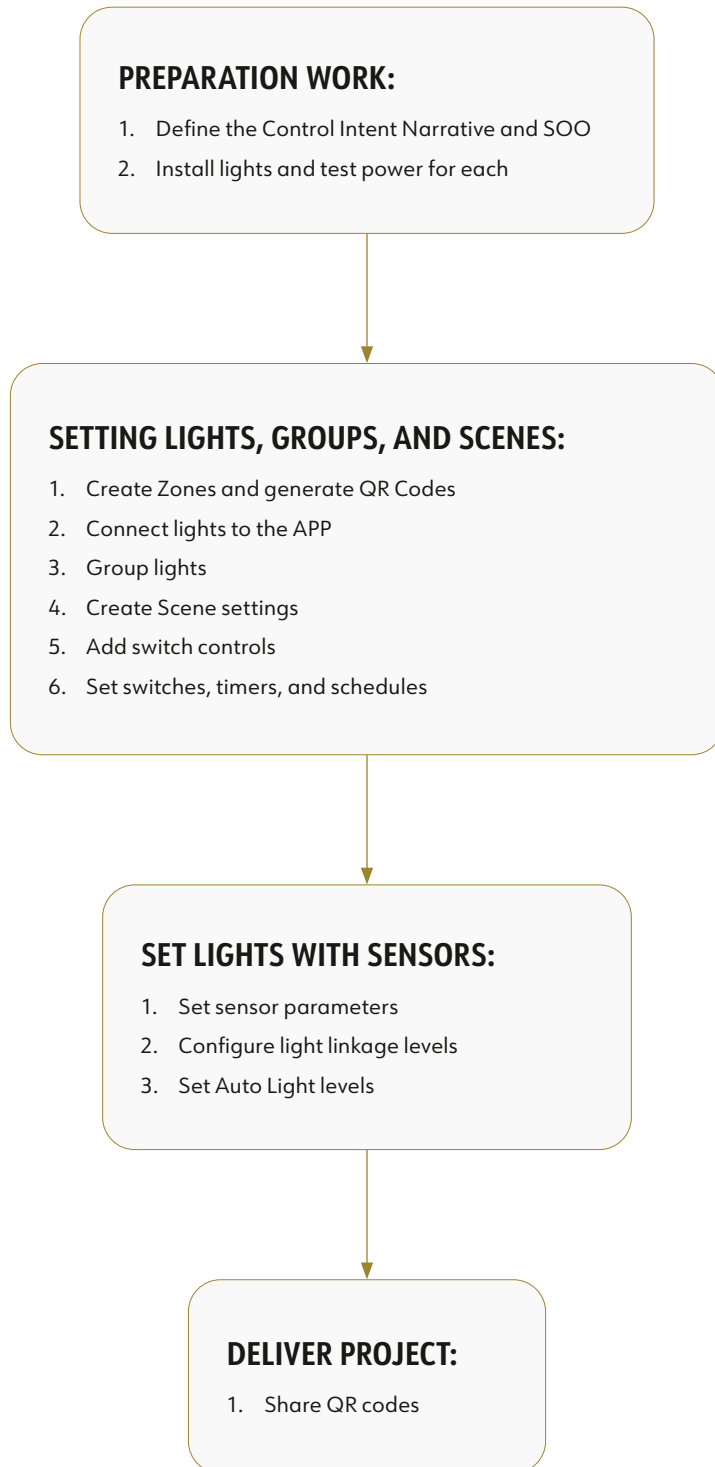 PREPARATION WORK:
1. Define the Control Intent Narrative and SOO
2. Install lights and test power for each
SETTING LIGHTS, GROUPS, AND SCENES:
1. Create Zones and generate QR Codes
2. Connect lights to the APP
3. Group lights
4. Create Scene settings
5. Add switch controls
6. Set switches, timers, and schedules
SET LIGHTS WITH SENSORS:
1. Set sensor parameters
2. Configure light linkage levels
3. Set Auto Light levels
DELIVER PROJECT:
1. Share QR codes